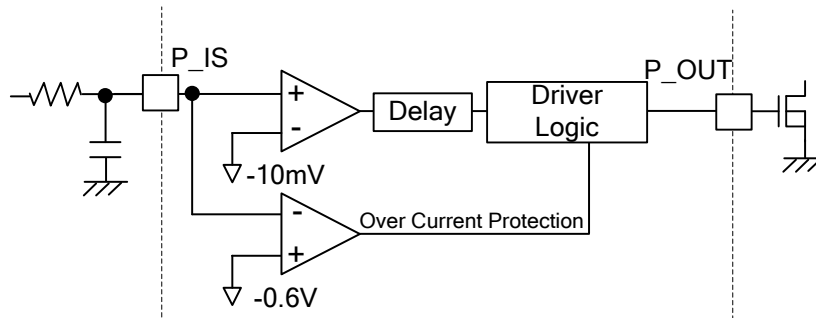 P_IS
P_OUT
+
-
Delay
Driver
Logic
-10mV
-
+
Over Current Protection
-0.6V